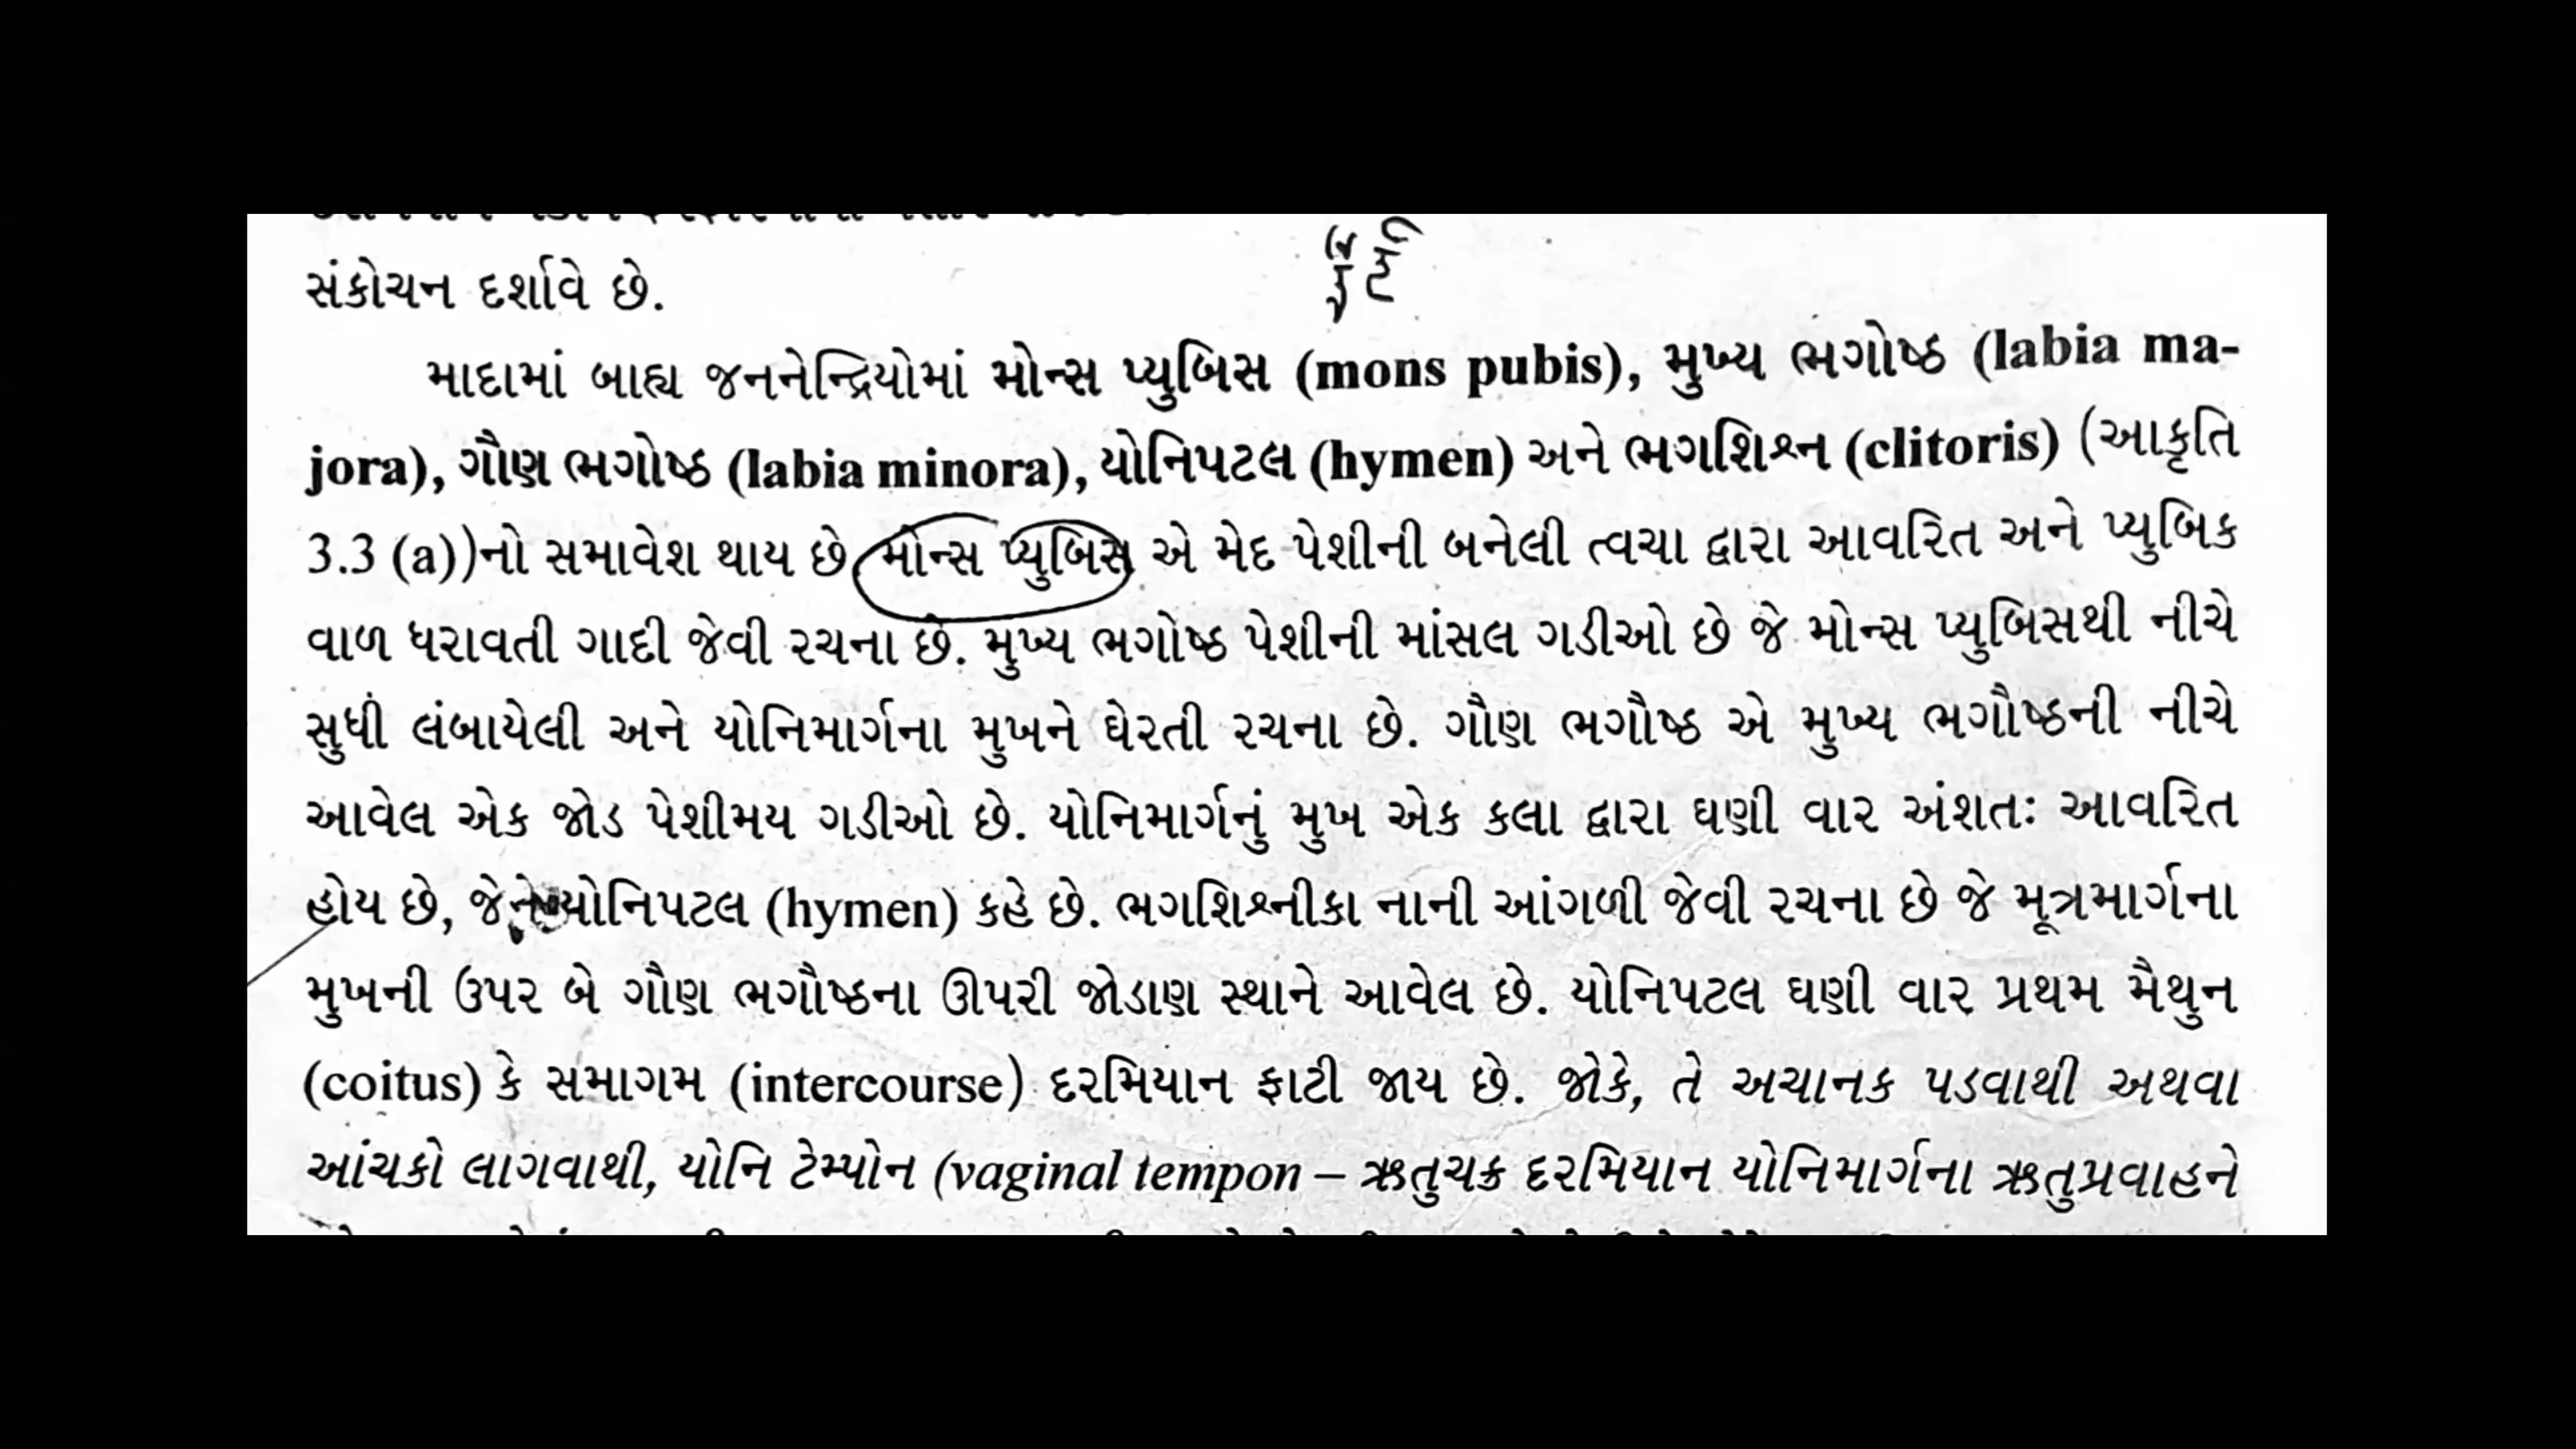 સંકોચન દર્શાવે છે.
માદામાં બાહ્ય જનનેન્દ્રિયોમાં મોન્સ પ્યુબિસ (mons pubis), મુખ્ય ભગોષ્ઠ (labia ma-
jora), ગૌણ ભગોષ્ઠ (labia minora), યોનિપટલ (hymen) અને ભગશિશ્ન (clitoris) (આકૃતિ
3.3 (a))નો સમાવેશ થાય છે મોન્સ પ્યુબિસ એ મેદ પેશીની બનેલી ત્વચા દ્વારા આવરિત અને પ્યુબિક
વાળ ધરાવતી ગાદી જેવી રચના છે. મુખ્ય ભગોષ્ઠ પેશીની માંસલ ગડીઓ છે જે મોન્સ પ્યુબિસથી નીચે
સુધી લંબાયેલી અને યોનિમાર્ગના મુખને ઘેરતી રચના છે. ગૌણ ભગૌષ્ઠ એ મુખ્ય ભગૌષ્ઠની નીચે
આવેલ એક જોડ પેશીમય ગડીઓ છે. યોનિમાર્ગનું મુખ એક કલા દ્વારા ઘણી વાર અંશતઃ આવરિત
હોય છે, જેને યોનિપટલ (hymen) કહે છે. ભગશિશ્નીકા નાની આંગળી જેવી રચના છે જે મૂત્રમાર્ગના
મુખની ઉપર બે ગૌણ ભગૌષ્ઠના ઊપરી જોડાણ સ્થાને આવેલ છે. યોનિપટલ ઘણી વાર પ્રથમ મૈથુન
(coitus) કે સમાગમ (intercourse) દરમિયાન ફાટી જાય છે. જોકે, તે અચાનક પડવાથી અથવા
આંચકો લાગવાથી, યોનિ ટેમ્પોન (vaginal tempon – ઋતુચક્ર દરમિયાન યોનિમાર્ગના ઋતુપ્રવાહને